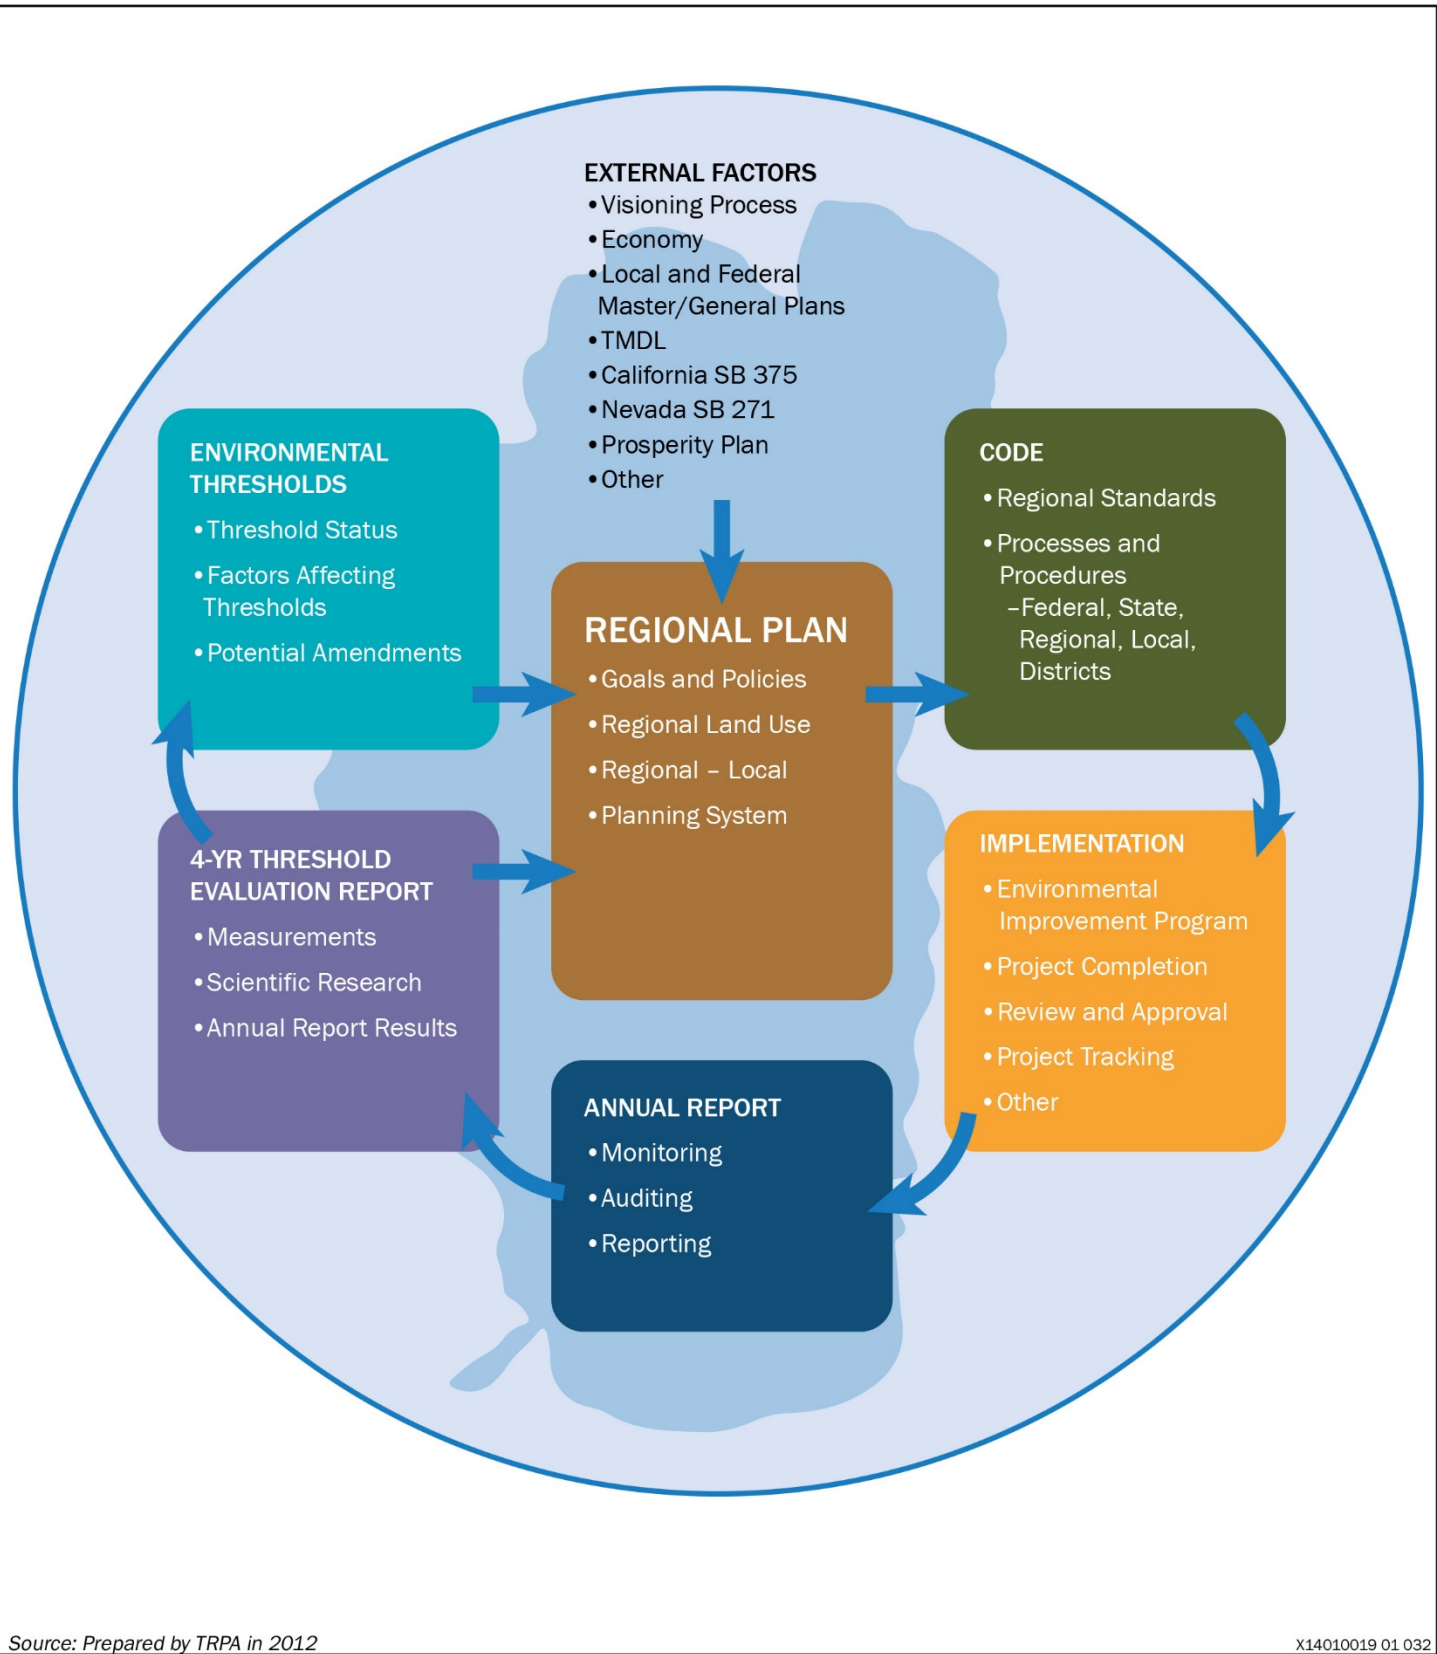 EXTERNAL FACTORS
•Visioning Process
•Economy
•Local and Federal
Master/General Plans
•TMDL
•California SB 375
•Nevada SB 271
•Prosperity Plan
•Other
ENVIRONMENTAL
THRESHOLDS
•Threshold Status
•Factors Affecting
Thresholds
•Potential Amendments
REGIONAL PLAN
•Goals and Policies
•Regional Land Use
•Regional – Local
•Planning System
CODE
•Regional Standards
•Processes and
Procedures
–Federal, State,
Regional, Local,
Districts
4-YR THRESHOLD
EVALUATION REPORT
•Measurements
•Scientific Research
•Annual Report Results
IMPLEMENTATION
•Environmental
Improvement Program
•Project Completion
•Review and Approval
•Project Tracking
•Other
ANNUAL REPORT
•Monitoring
•Auditing
•Reporting
Source: Prepared by TRPA in 2012
X14010019 01 032